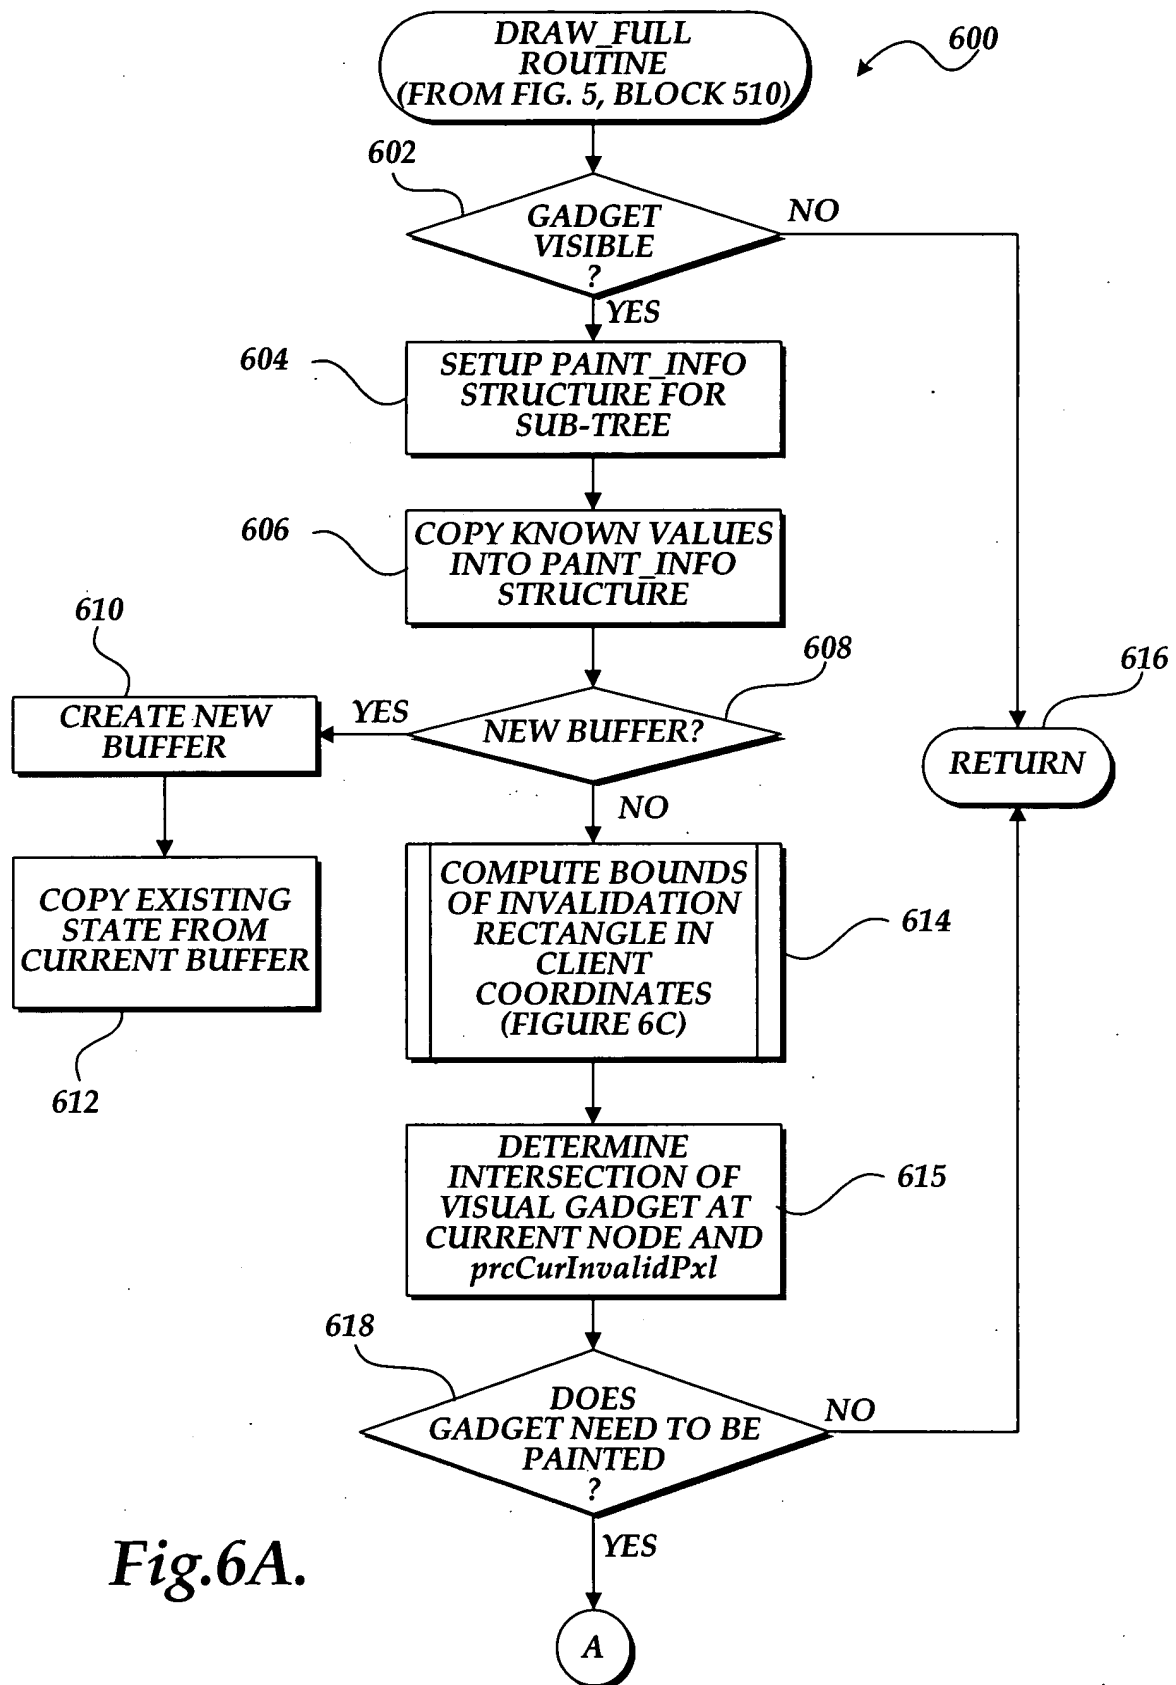 DRAW_FULL
ROUTINE
(FROM FIG. 5, BLOCK 510)
600
602
GADGET
VISIBLE
?
NO
YES
604
SETUP PAINT_INFO
STRUCTURE FOR
SUB-TREE
606
COPY KNOWN VALUES
INTO PAINT_INFO
STRUCTURE
610
608
616
CREATE NEW
BUFFER
YES
NEW BUFFER?
RETURN
NO
COPY EXISTING
STATE FROM
CURRENT BUFFER
612
COMPUTE BOUNDS
OF INVALIDATION
RECTANGLE IN
CLIENT
COORDINATES
(FIGURE 6C)
614
DETERMINE
INTERSECTION OF
VISUAL GADGET AT
CURRENT NODE AND
prcCurInvalidPxl
615
618
DOES
GADGET NEED TO BE
PAINTED
?
NO
YES
Fig.6A.
A